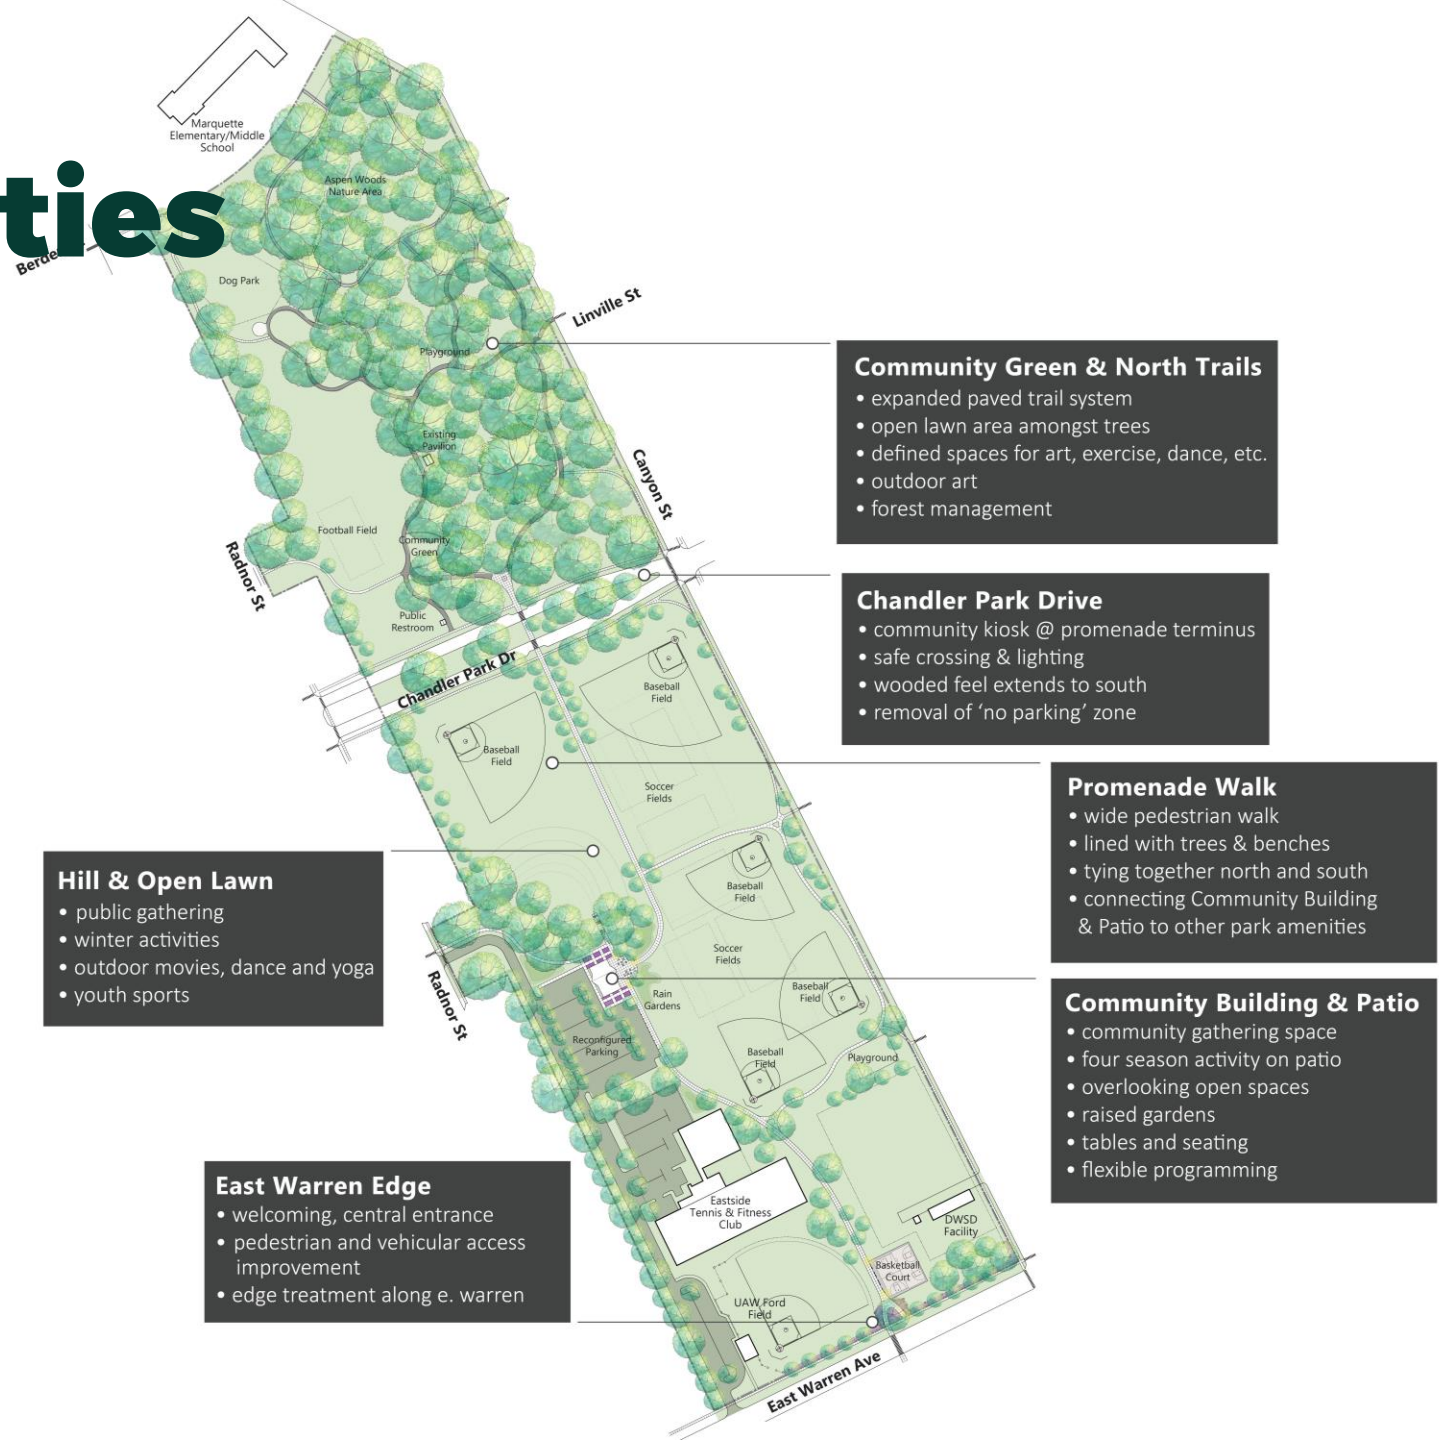 Marquette
Elementary/Middle
School
ties
Aspen Woods
Nature Area
Dog Park
Linville St
Playground
Community Green & North Trails
• expanded paved trail system
• open lawn area amongst trees
• defined spaces for art, exercise, dance, etc.
• outdoor art
• forest management
Existing
Pavilion
Canyon St
Football Field
Community
Green
Radnor St
Public
Restroom
Chandler Park Drive
• community kiosk @ promenade terminus
• safe crossing & lighting
• wooded feel extends to south
• removal of ‘no parking’ zone
Chandler Park Dr
Baseball
Field
Baseball
Field
Soccer
Fields
Promenade Walk
• wide pedestrian walk
• lined with trees & benches
• tying together north and south
• connecting Community Building
& Patio to other park amenities
Hill & Open Lawn
• public gathering
• winter activities
• outdoor movies, dance and yoga
• youth sports
Baseball
Field
Soccer
Fields
Radnor St
Rain
Gardens
Baseball
Field
Community Building & Patio
• community gathering space
• four season activity on patio
• overlooking open spaces
• raised gardens
• tables and seating
• flexible programming
Reconfigured
Parking
Baseball
Field
Playground
East Warren Edge
• welcoming, central entrance
• pedestrian and vehicular access
improvement
• edge treatment along e. warren
Eastside
Tennis & Fitness
Club
DWSD
Facility
Basketball
Court
UAW Ford
Field
East Warren Ave